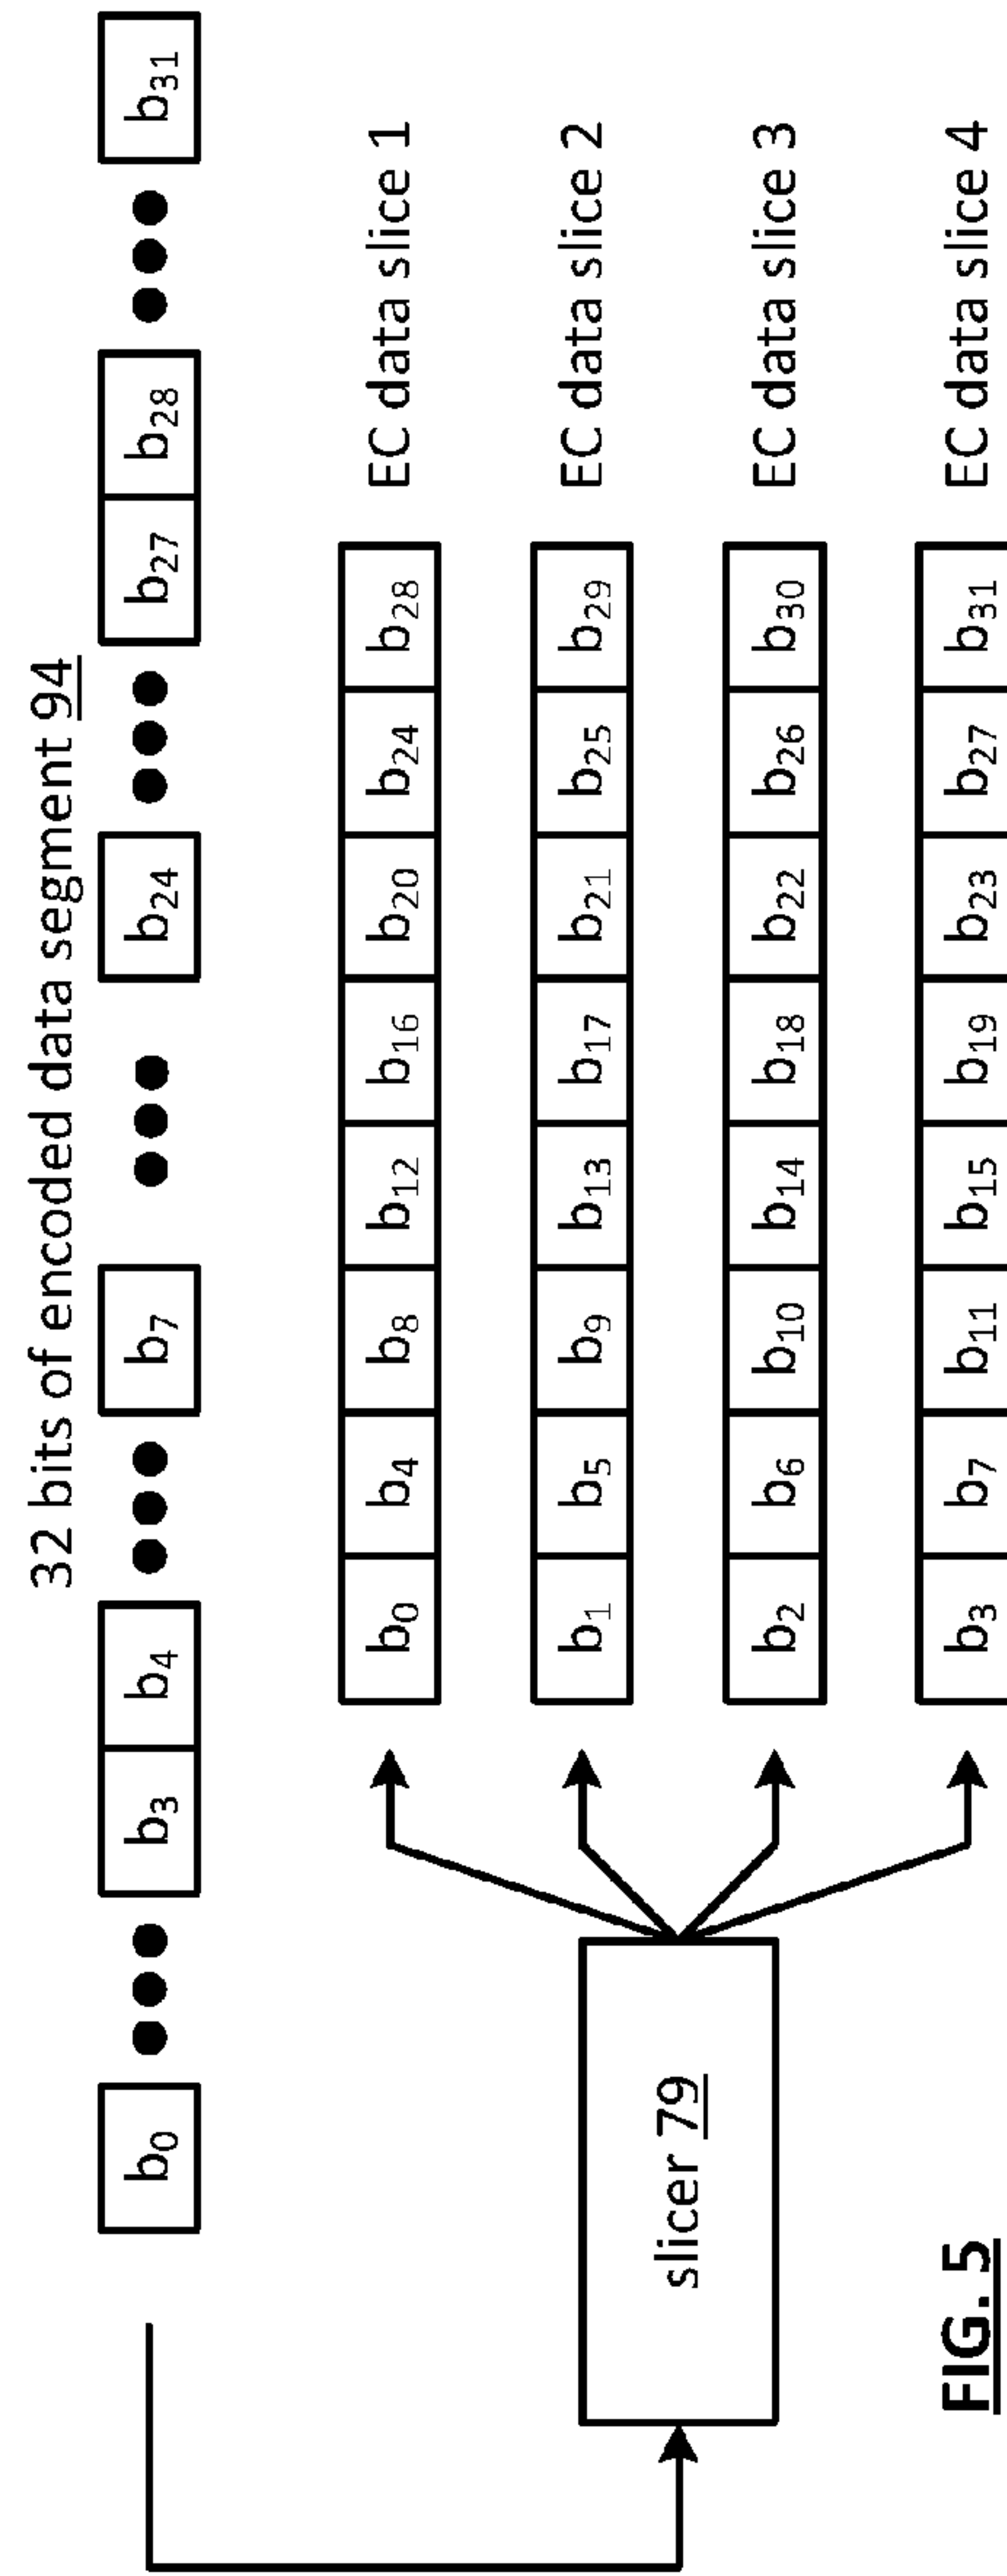 32 bits of encoded data segment 94
b0 ●●● b3 b4 ●●● b7 ●●● b24 ●●● b27 b28 ●●● b31
b0 b4 b8 b12 b16 b20 b24 b28 EC data slice 1
b1 b5 b9 b13 b17 b21 b25 b29 EC data slice 2
slicer 79
b2 b6 b10 b14 b18 b22 b26 b30 EC data slice 3
b3 b7 b11 b15 b19 b23 b27 b31 EC data slice 4
FIG. 5